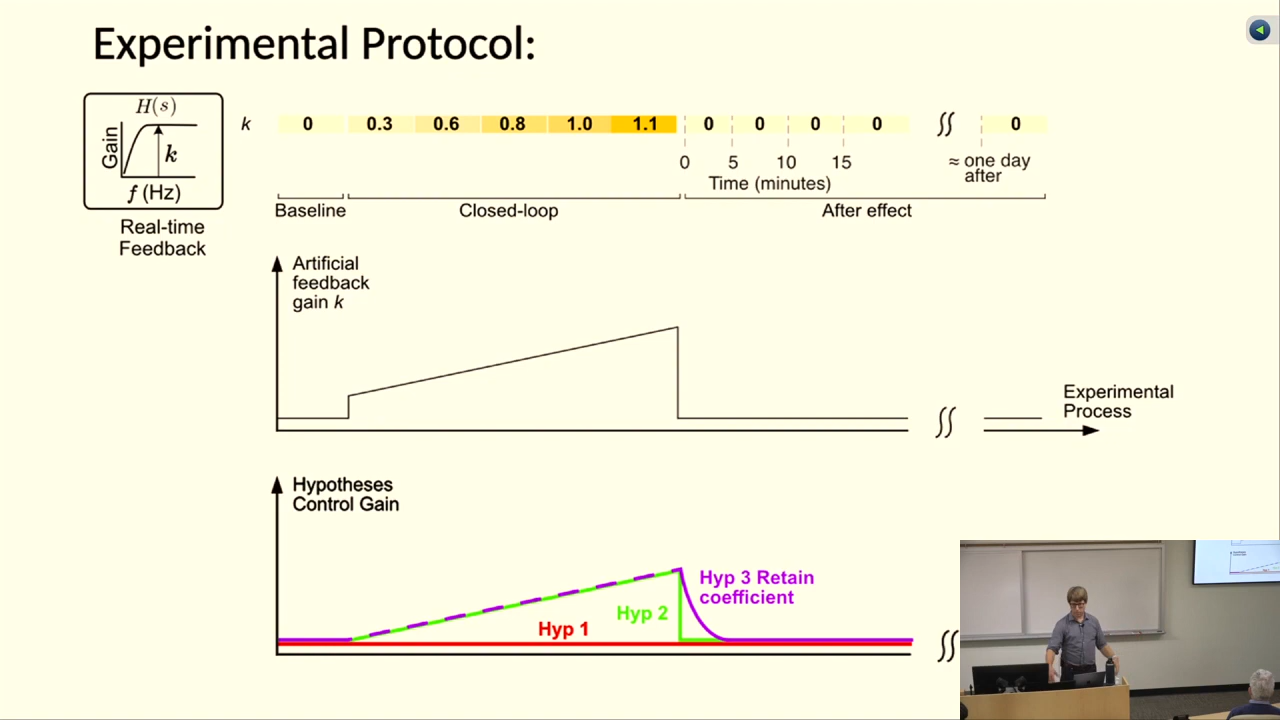 Experimental Protocol:
H(s)
Gain
k
f (Hz)
Real-time
Feedback
k 0 0.3 0.6 0.8 1.0 1.1 0 0 0 0 0
0 5 10 15
Time (minutes)
≈ one day
after
Baseline Closed-loop After effect
Artificial
feedback
gain k
Experimental
Process
Hypotheses
Control Gain
Hyp 3 Retain
coefficient
Hyp 2
Hyp 1